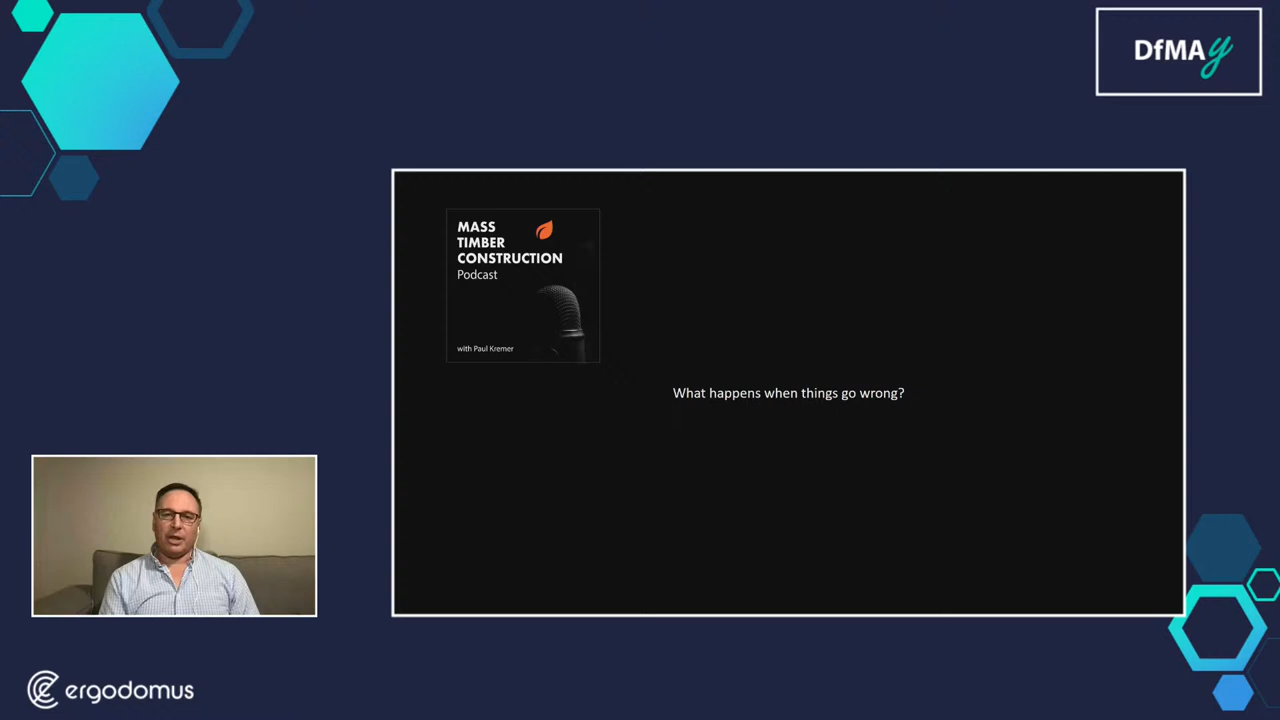 DfMAy
MASS
TIMBER
CONSTRUCTION
Podcast
with Paul Kremer
What happens when things go wrong?
ergodomus